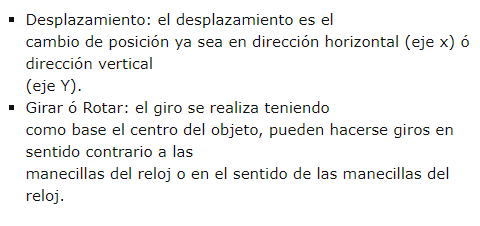 ▪ Desplazamiento: el desplazamiento es el
cambio de posición ya sea en dirección horizontal (eje x) ó
dirección vertical
(eje Y).
▪ Girar ó Rotar: el giro se realiza teniendo
como base el centro del objeto, pueden hacerse giros en
sentido contrario a las
manecillas del reloj o en el sentido de las manecillas del
reloj.